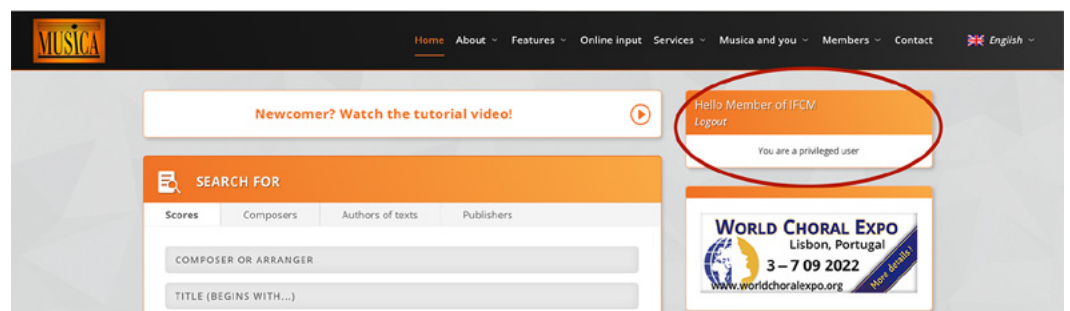 MUSICA
Home About Features Online input Services Musica and you Members Contact English
Newcomer? Watch the tutorial video!
Hello Member of IFCM
Logout
You are a privileged user
SEARCH FOR
Scores Composers Authors of texts Publishers
COMPOSER OR ARRANGER
TITLE (BEGINS WITH...)
WORLD CHORAL EXPO
Lisbon, Portugal
3 – 7 09 2022
www.worldchoralexpo.org
More details!